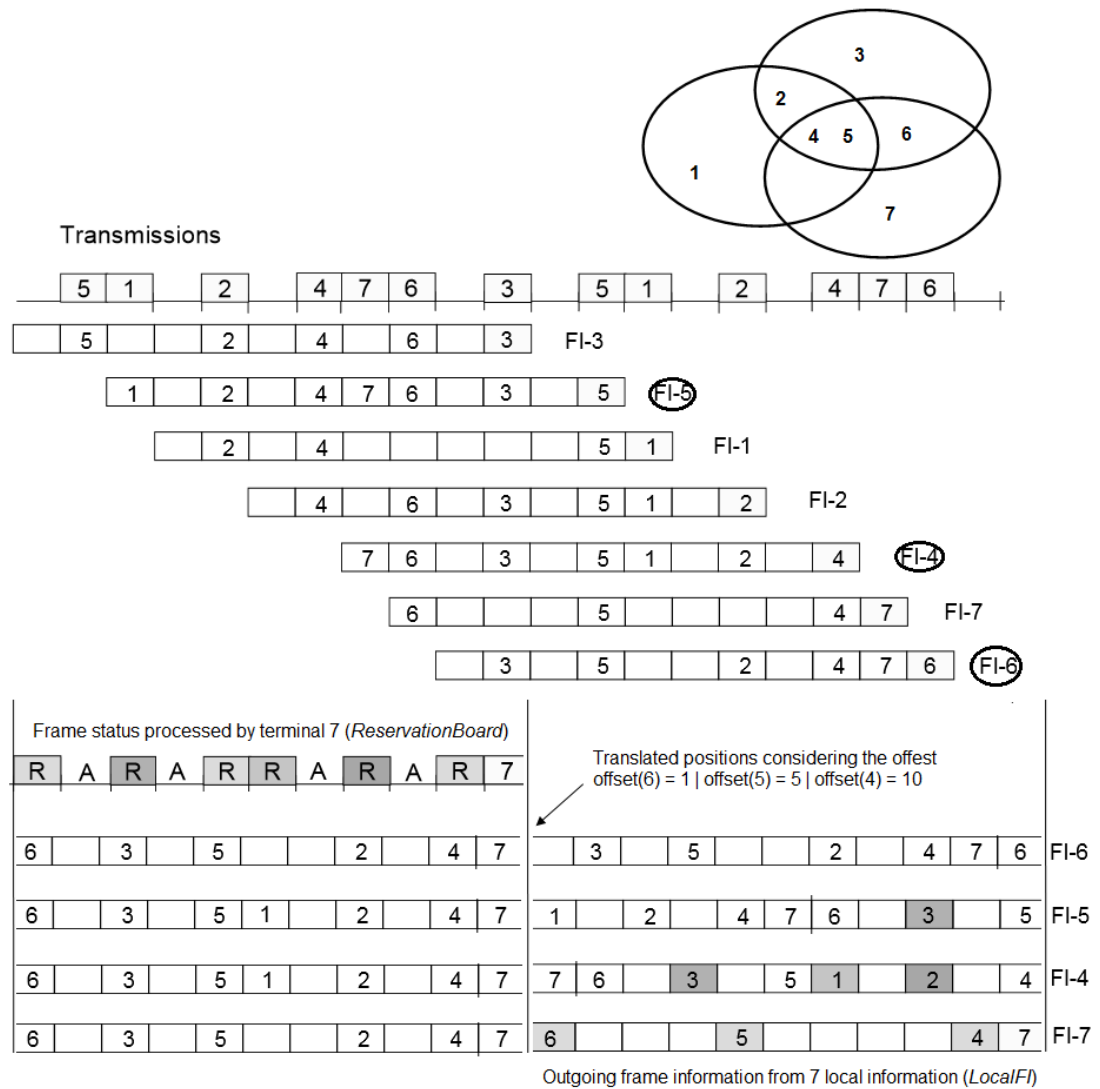 3
2
4 5 6
1
7
Transmissions
5 1 2 4 7 6 3 5 1 2 4 7 6
5 2 4 6 3 FI-3
1 2 4 7 6 3 5 FI-5
2 4 5 1 FI-1
4 6 3 5 1 2 FI-2
7 6 3 5 1 2 4 FI-4
6 5 4 7 FI-7
3 5 2 4 7 6 FI-6
Frame status processed by terminal 7 (ReservationBoard)
R A R A R R A R A R 7
Translated positions considering the offest
offset(6) = 1 | offset(5) = 5 | offset(4) = 10
6 3 5 2 4 7 3 5 2 4 7 6 FI-6
6 3 5 1 2 4 7 1 2 4 7 6 3 5 FI-5
6 3 5 1 2 4 7 7 6 3 5 1 2 4 FI-4
6 3 5 2 4 7 6 5 4 7 FI-7
Outgoing frame information from 7 local information (LocalFI)